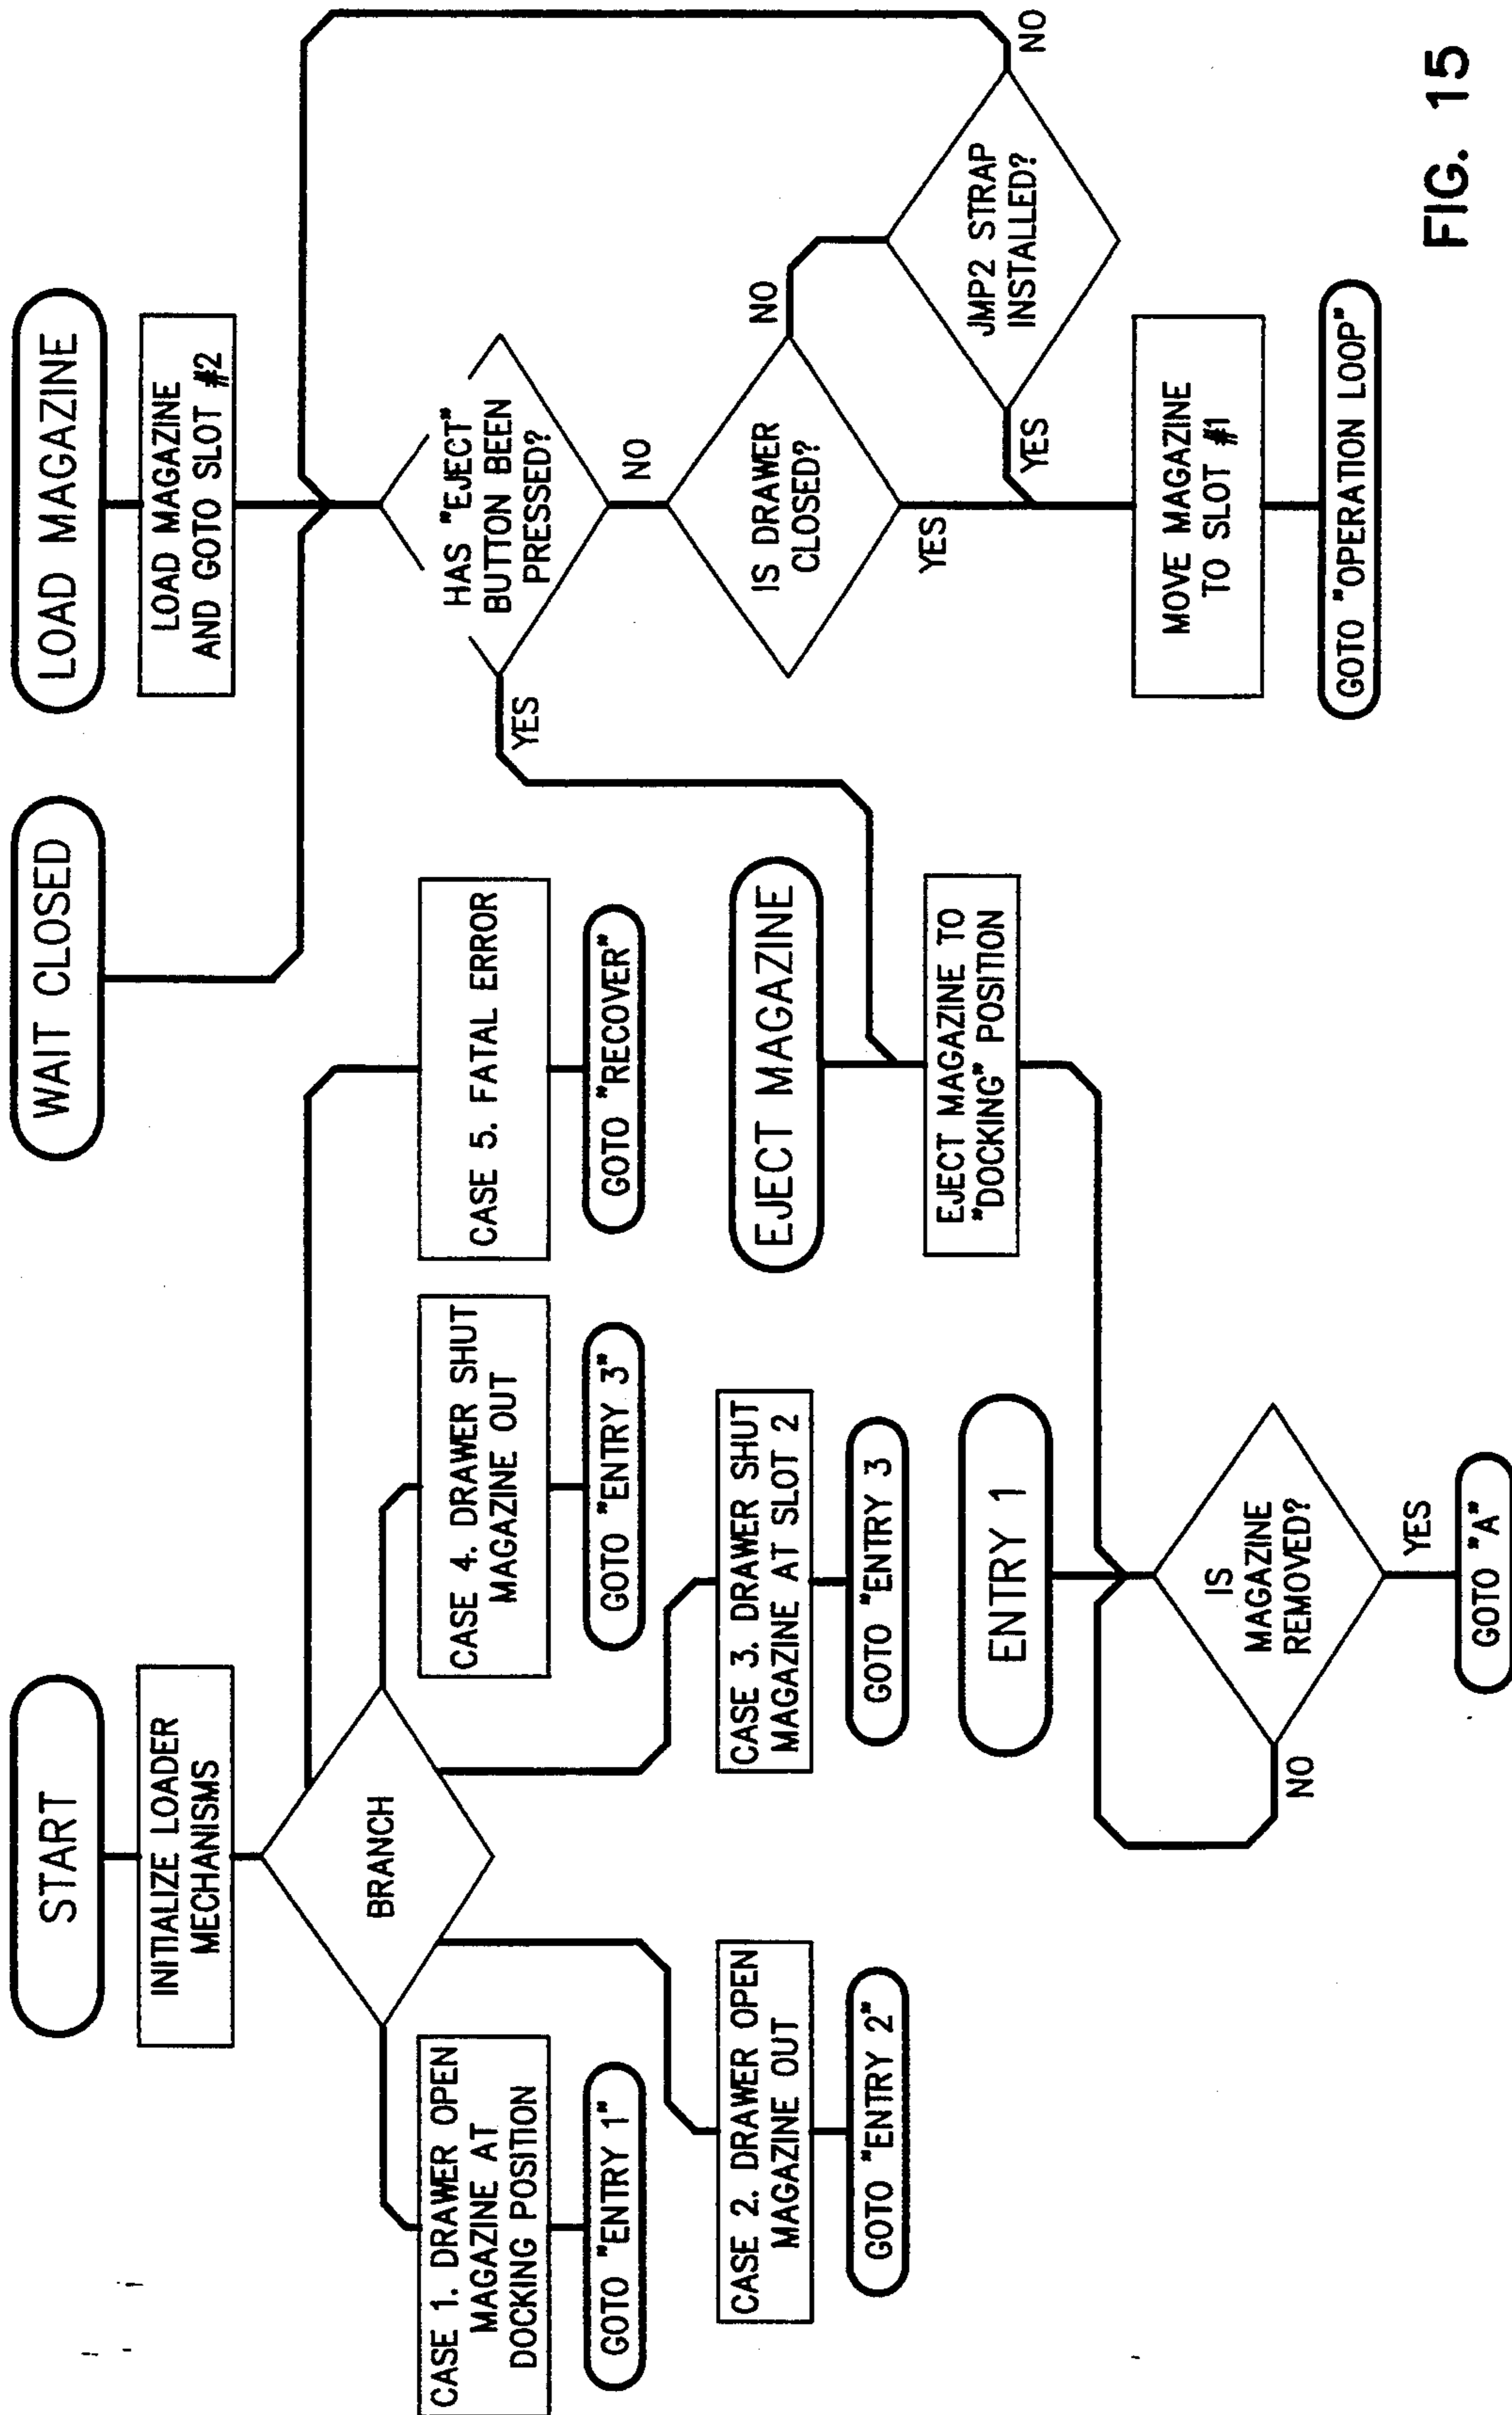 START
INITIALIZE LOADER
MECHANISMS
BRANCH
CASE 1. DRAWER OPEN
MAGAZINE AT
DOCKING POSITION
GOTO "ENTRY 1"
CASE 2. DRAWER OPEN
MAGAZINE OUT
GOTO "ENTRY 2"
CASE 3. DRAWER SHUT
MAGAZINE AT SLOT 2
GOTO "ENTRY 3
CASE 4. DRAWER SHUT
MAGAZINE OUT
GOTO "ENTRY 3"
CASE 5. FATAL ERROR
GOTO "RECOVER"
ENTRY 1
IS
MAGAZINE
REMOVED?
NO
YES
GOTO "A"
EJECT MAGAZINE
EJECT MAGAZINE TO
"DOCKING" POSITION
WAIT CLOSED
LOAD MAGAZINE
LOAD MAGAZINE
AND GOTO SLOT #2
HAS "EJECT"
BUTTON BEEN
PRESSED?
YES
NO
IS DRAWER
CLOSED?
NO
YES
JMP2 STRAP
INSTALLED?
NO
YES
MOVE MAGAZINE
TO SLOT #1
GOTO "OPERATION LOOP"
FIG. 15